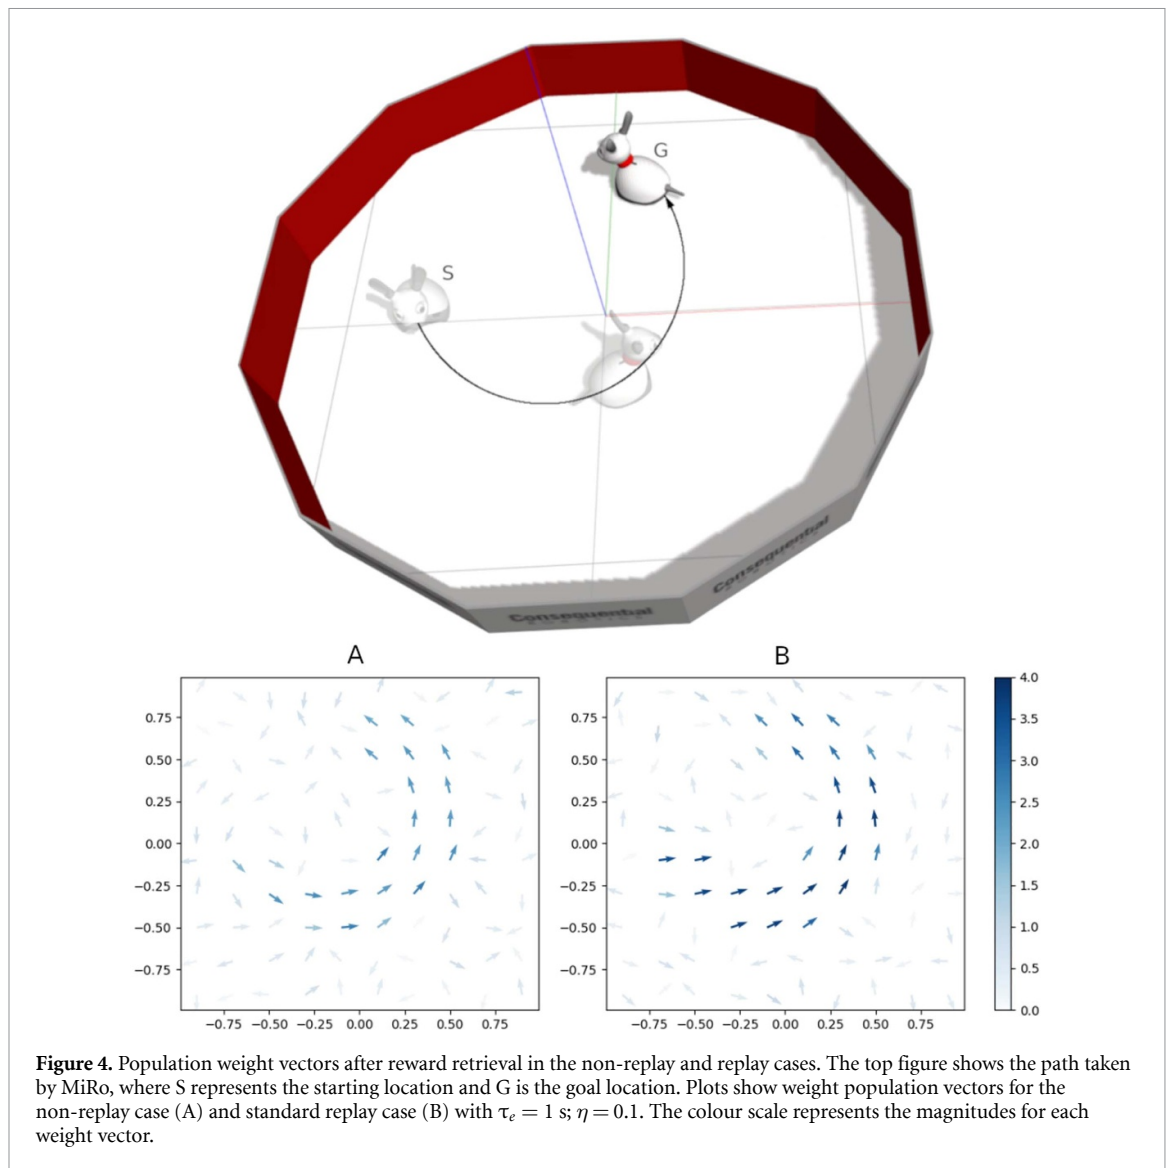 G
S
Consequential
Consequential
A
B
0.75
0.50
0.25
0.00
−0.25
−0.50
−0.75
−0.75 −0.50 −0.25 0.00 0.25 0.50 0.75
0.75
0.50
0.25
0.00
−0.25
−0.50
−0.75
−0.75 −0.50 −0.25 0.00 0.25 0.50 0.75
4.0
3.5
3.0
2.5
2.0
1.5
1.0
0.5
0.0
Figure 4. Population weight vectors after reward retrieval in the non-replay and replay cases. The top figure shows the path taken
by MiRo, where S represents the starting location and G is the goal location. Plots show weight population vectors for the
non-replay case (A) and standard replay case (B) with τe = 1 s; η = 0.1. The colour scale represents the magnitudes for each
weight vector.